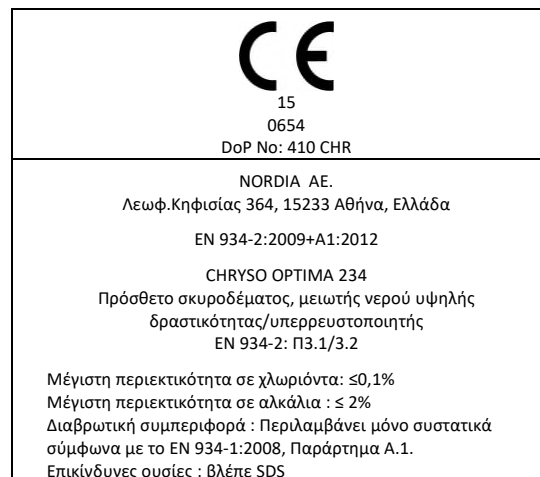 CE
15
0654
DoP No: 410 CHR
NORDIA ΑΕ.
Λεωφ.Κηφισίας 364, 15233 Αθήνα, Ελλάδα
EN 934-2:2009+A1:2012
CHRYSO OPTIMA 234
Πρόσθετο σκυροδέματος, μειωτής νερού υψηλής
δραστικότητας/υπερρευστοποιητής
EN 934-2: Π3.1/3.2
Μέγιστη περιεκτικότητα σε χλωριόντα: ≤0,1%
Μέγιστη περιεκτικότητα σε αλκάλια : ≤ 2%
Διαβρωτική συμπεριφορά : Περιλαμβάνει μόνο συστατικά
σύμφωνα με το EN 934-1:2008, Παράρτημα Α.1.
Επικίνδυνες ουσίες : βλέπε SDS